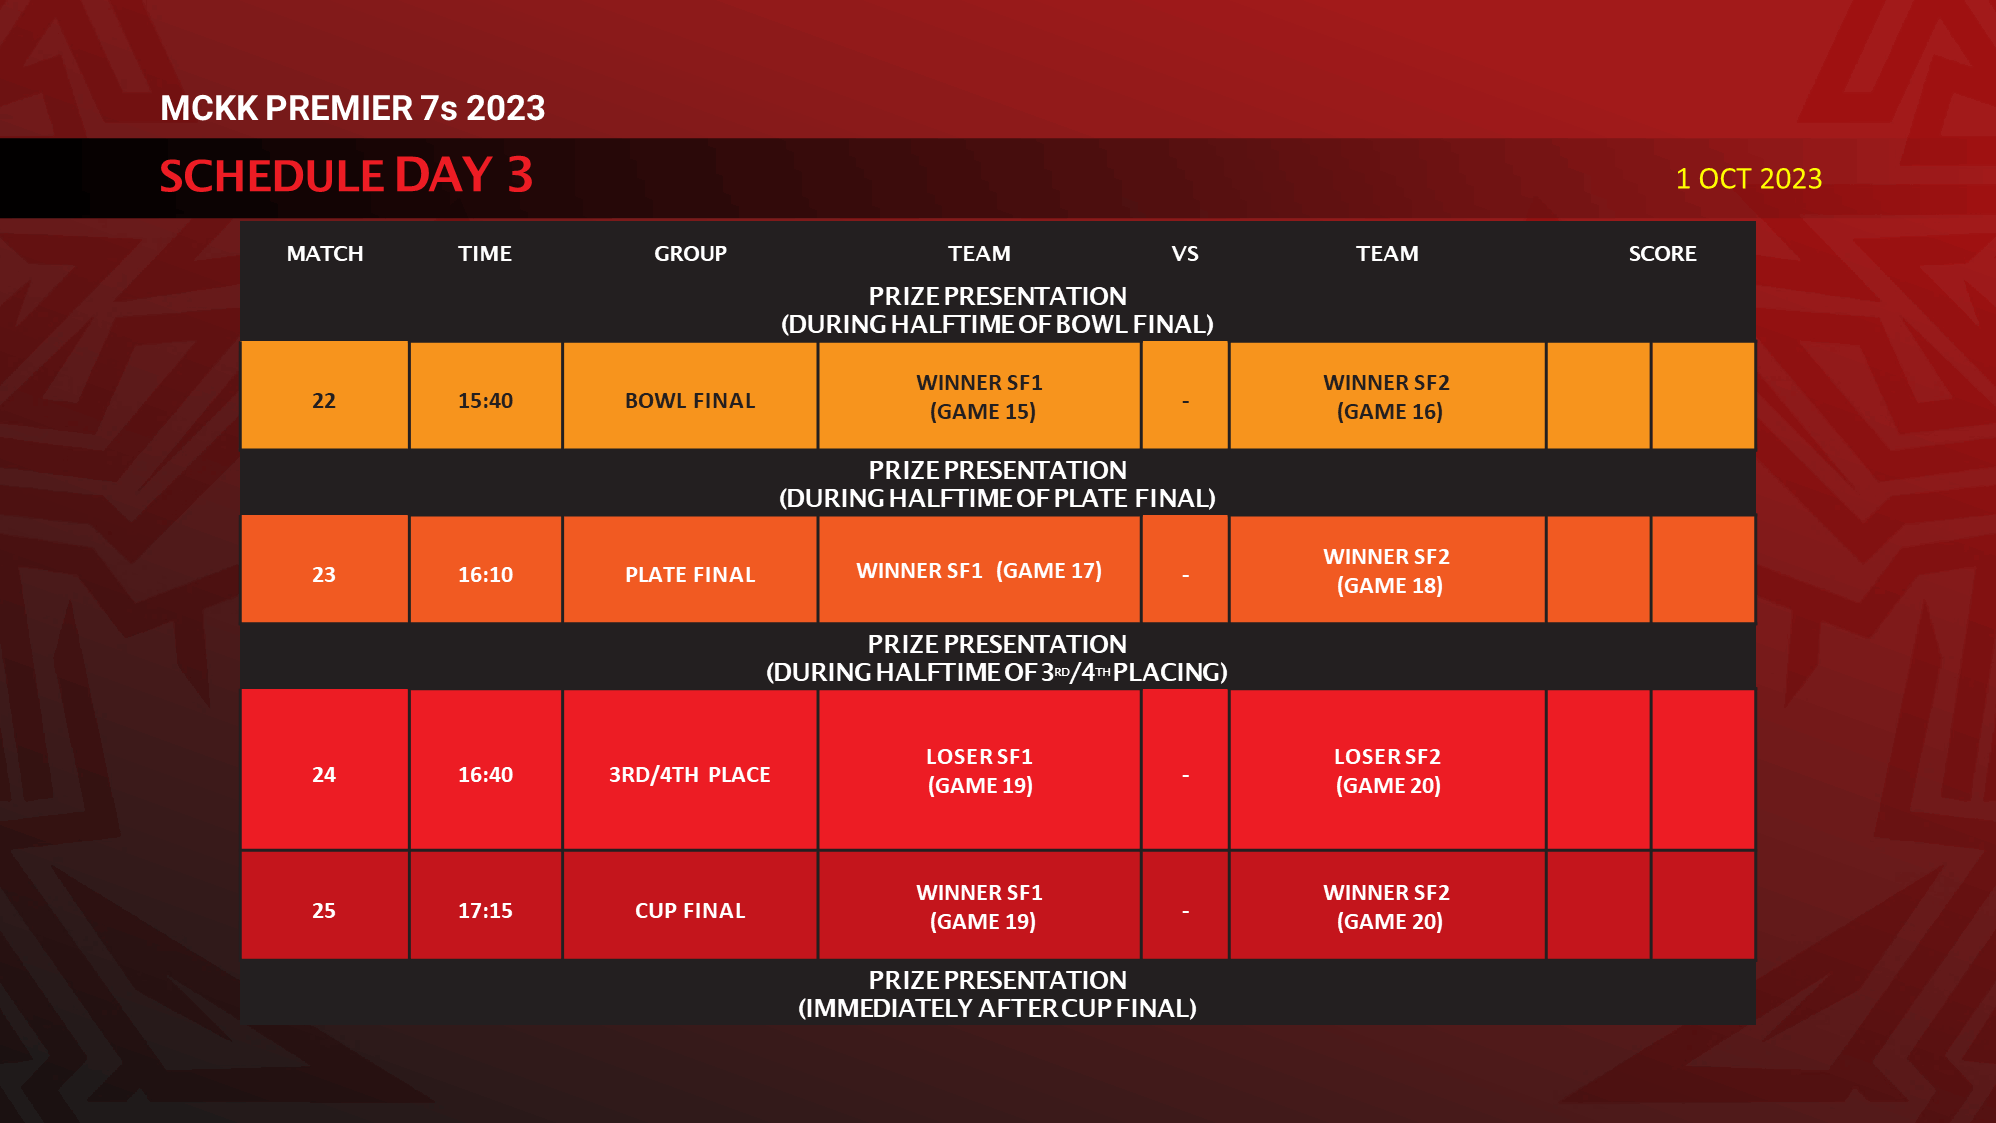 MCKK PREMIER 7s 2023
SCHEDULE DAY 3
1 OCT 2023
MATCH TIME GROUP TEAM VS TEAM SCORE
PRIZE PRESENTATION
(DURING HALFTIME OF BOWL FINAL)
22 15:40 BOWL FINAL WINNER SF1 (GAME 15) - WINNER SF2 (GAME 16)
PRIZE PRESENTATION
(DURING HALFTIME OF PLATE FINAL)
23 16:10 PLATE FINAL WINNER SF1 (GAME 17) - WINNER SF2 (GAME 18)
PRIZE PRESENTATION
(DURING HALFTIME OF 3RD/4TH PLACING)
24 16:40 3RD/4TH PLACE LOSER SF1 (GAME 19) - LOSER SF2 (GAME 20)
25 17:15 CUP FINAL WINNER SF1 (GAME 19) - WINNER SF2 (GAME 20)
PRIZE PRESENTATION
(IMMEDIATELY AFTER CUP FINAL)